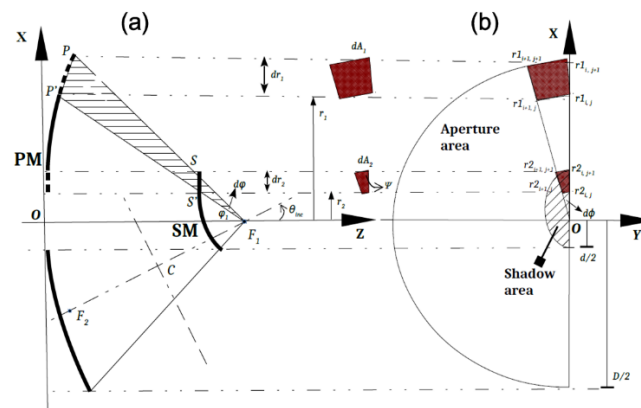 (a)
(b)
X
X
P
P'
dr₁
dA₁
r1ᵢ₊₁, ⱼ₊₁
r1ᵢ, ⱼ₊₁
r1ᵢ₊₁, ⱼ
r1ᵢ, ⱼ
r₁
Aperture
area
PM
S
dr₂
dA₂
r2ᵢ₊₁, ⱼ₊₁
r2ᵢ, ⱼ₊₁
S'
dφ
Ψ
r2ᵢ₊₁, ⱼ
r2ᵢ, ⱼ
φ₁
θinc
r₂
dϕ
O
SM
F₁
Z
O
Y
C
d/2
Shadow
area
F₂
D/2